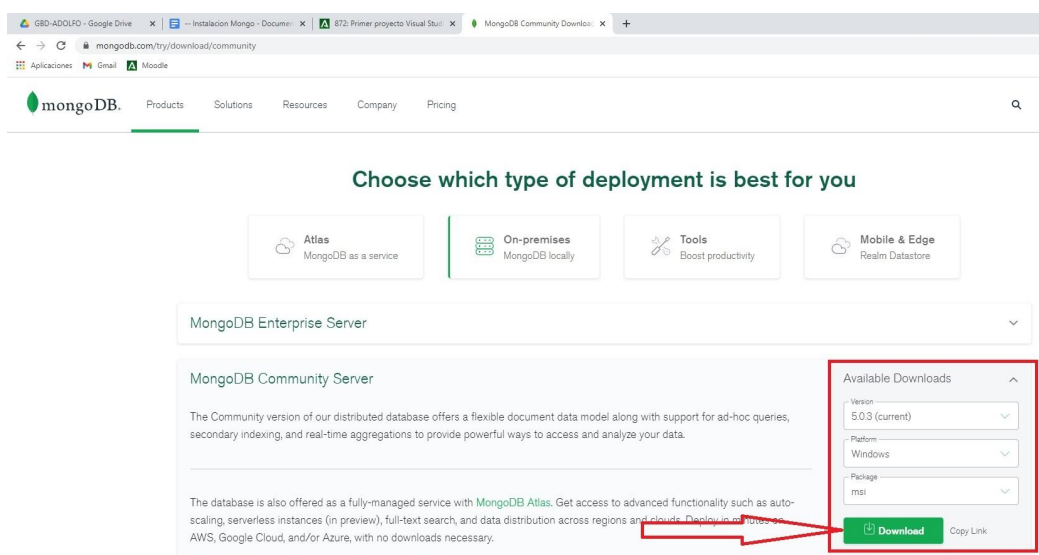 GBD-ADOLFO - Google Drive
-- Instalacion Mongo - Documen
872: Primer proyecto Visual Stud
MongoDB Community Download
mongodb.com/try/download/community
Aplicaciones Gmail Moodle
mongoDB. Products Solutions Resources Company Pricing
Choose which type of deployment is best for you
Atlas
MongoDB as a service
On-premises
MongoDB locally
Tools
Boost productivity
Mobile & Edge
Realm Datastore
MongoDB Enterprise Server
MongoDB Community Server
The Community version of our distributed database offers a flexible document data model along with support for ad-hoc queries,
secondary indexing, and real-time aggregations to provide powerful ways to access and analyze your data.
The database is also offered as a fully-managed service with MongoDB Atlas. Get access to advanced functionality such as auto-
scaling, serverless instances (in preview), full-text search, and data distribution across regions and clouds. Deploy in minutes on
AWS, Google Cloud, and/or Azure, with no downloads necessary.
Available Downloads
Version
5.0.3 (current)
Platform
Windows
Package
msi
Download Copy Link